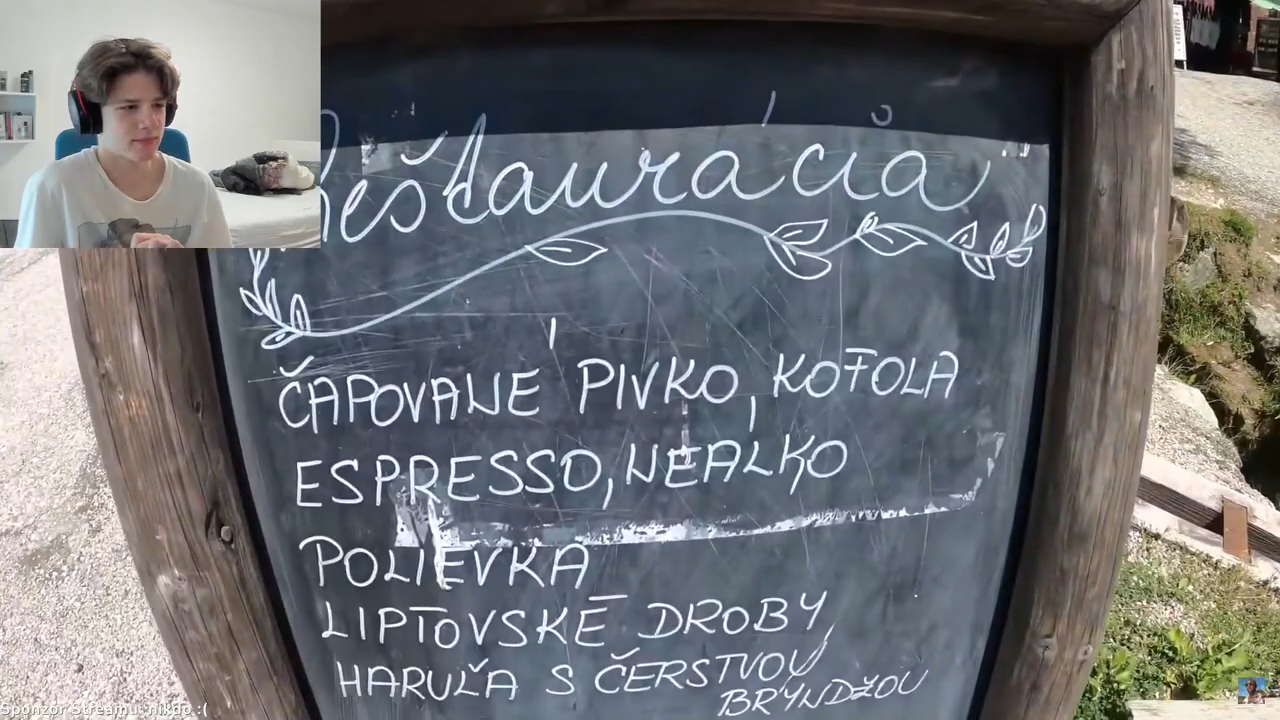 Reštaurácia
ČAPOVANE PIVKO, KOFOLA
ESPRESSO, NEALKO
POLIEVKA
LIPTOVSKÉ DROBY,
HARUĽA S ČERSTVOU
BRYNDZOU
Sponzor Streamu: nikdo :(